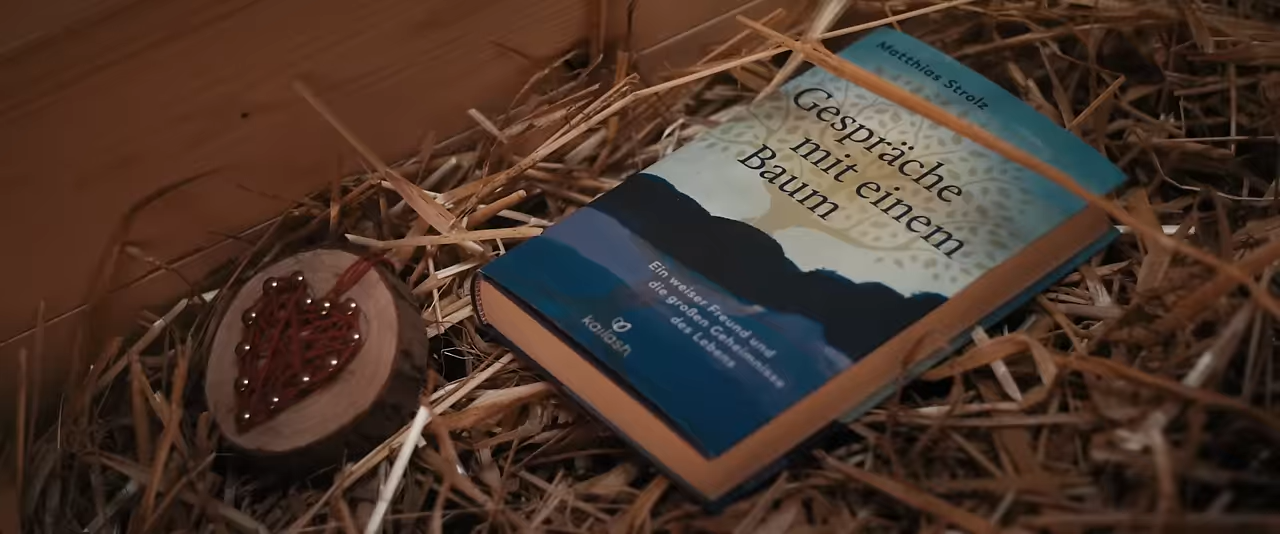 Matthias Strolz
Gespräche
mit einem
Baum
Ein weiser Freund und
die großen Geheimnisse
des Lebens
kailash